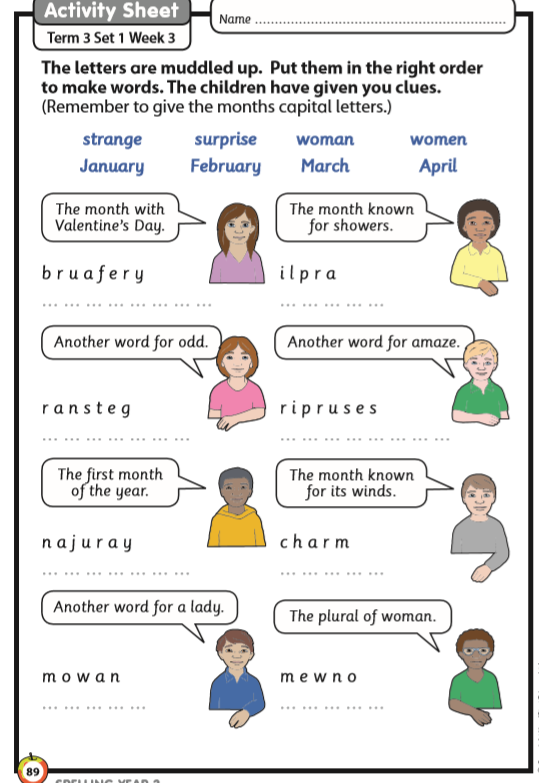 Activity Sheet
Name ........................................................................
Term 3 Set 1 Week 3
The letters are muddled up. Put them in the right order
to make words. The children have given you clues.
(Remember to give the months capital letters.)
strange surprise woman women
January February March April
The month with
Valentine's Day.
b r u a f e r y
... ... ... ... ... ... ... ...
The month known
for showers.
i l p r a
... ... ... ... ...
Another word for odd.
r a n s t e g
... ... ... ... ... ... ...
Another word for amaze.
r i p r u s e s
... ... ... ... ... ... ... ...
The first month
of the year.
n a j u r a y
... ... ... ... ... ... ...
The month known
for its winds.
c h a r m
... ... ... ... ...
Another word for a lady.
m o w a n
... ... ... ... ...
The plural of woman.
m e w n o
... ... ... ... ...
89
SPELLING YEAR 2